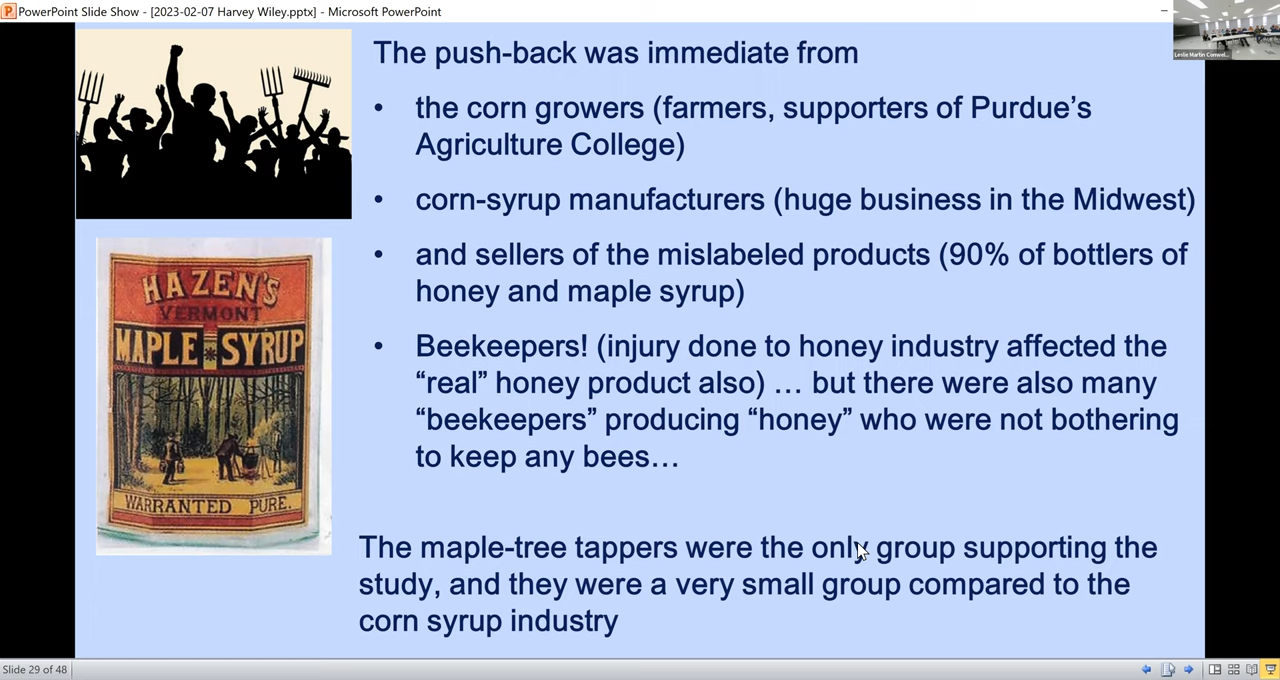 PowerPoint Slide Show - [2023-02-07 Harvey Wiley.pptx] - Microsoft PowerPoint
Leslie Martin Conwel...
The push-back was immediate from
• the corn growers (farmers, supporters of Purdue’s
Agriculture College)
• corn-syrup manufacturers (huge business in the Midwest)
• and sellers of the mislabeled products (90% of bottlers of
honey and maple syrup)
• Beekeepers! (injury done to honey industry affected the
“real” honey product also) … but there were also many
“beekeepers” producing “honey” who were not bothering
to keep any bees…
HAZEN'S
VERMONT
MAPLE SYRUP
WARRANTED PURE.
The maple-tree tappers were the only group supporting the
study, and they were a very small group compared to the
corn syrup industry
Slide 29 of 48